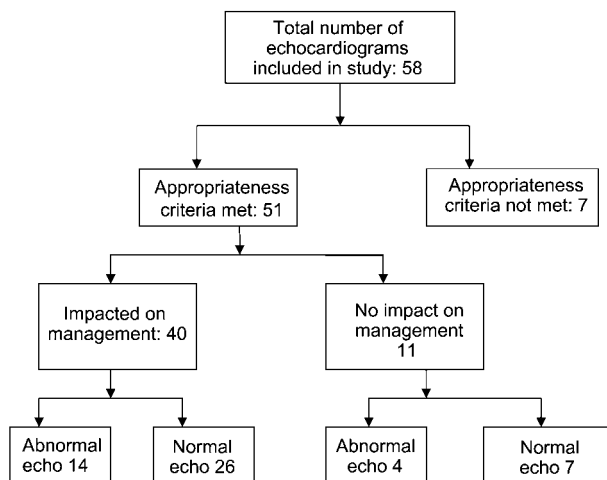 Total number of
echocardiograms
included in study: 58
Appropriateness
criteria met: 51
Appropriateness
criteria not met: 7
Impacted on
management: 40
No impact on
management
11
Abnormal
echo 14
Normal
echo 26
Abnormal
echo 4
Normal
echo 7